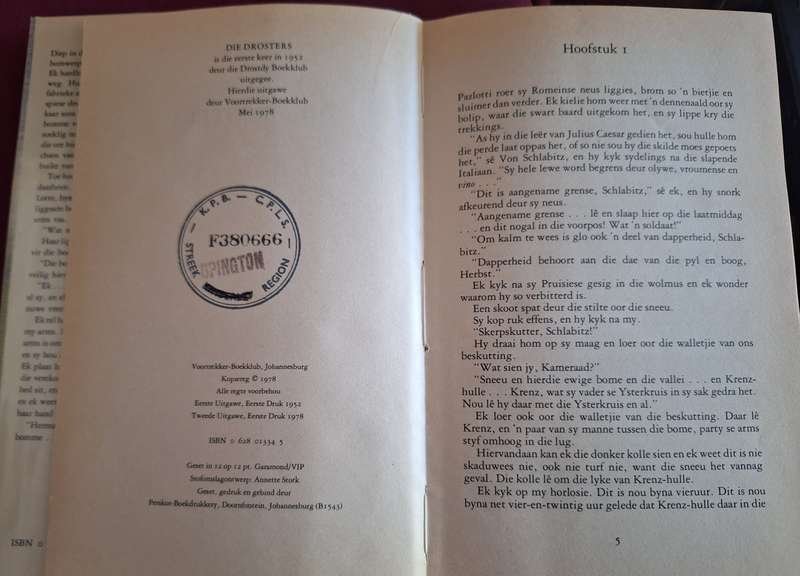 Diep in d
weg.
"Ek
ISBN 0
DIE DROSTERS
is die eerste keer in 1952
deur die Drostdy Boekklub
uitgegee.
Hierdie uitgawe
deur Voortrekker-Boekklub
Mei 1978
K.P.B. — C.P.L.S.
F380666
UPINGTON
STREEK REGION
Voortrekker-Boekklub, Johannesburg
Kopiereg © 1978
Alle regte voorbehou
Eerste Uitgawe, Eerste Druk 1952
Tweede Uitgawe, Eerste Druk 1978
ISBN 0 628 01334 5
Geset in 12 op 12 pt. Garamond/VIP
Stofomslagontwerp: Annette Stork
Geset, gedruk en gebind deur
Penkor-Boekdrukkery, Doornfontein, Johannesburg (B1543)
Hoofstuk 1
Pazlotti roer sy Romeinse neus liggies, brom so 'n bietjie en
sluimer dan verder. Ek kielie hom weer met 'n dennenaald oor sy
bolip, waar die swart baard uitgekom het, en sy lippe kry die
trekkings.
"As hy in die leër van Julius Caesar gedien het, sou hulle hom
die perde laat oppas het, of so nie sou hy die skilde moes gepoets
het," sê Von Schlabitz, en hy kyk sydelings na die slapende
Italiaan. "Sy hele lewe word begrens deur olywe, vroumense en
vino . . ."
"Dit is aangename grense, Schlabitz," sê ek, en hy snork
afkeurend deur sy neus.
"Aangename grense . . . lê en slaap hier op die laatmiddag
. . . en dit nogal in die voorpos! Wat 'n soldaat!"
"Om kalm te wees is glo ook 'n deel van dapperheid, Schla-
bitz."
"Dapperheid behoort aan die dae van die pyl en boog,
Herbst."
Ek kyk na sy Pruisiese gesig in die wolmus en ek wonder
waarom hy so verbitterd is.
Een skoot spat deur die stilte oor die sneeu.
Sy kop ruk effens, en hy kyk na my.
"Skerpskutter, Schlabitz!"
Hy draai hom op sy maag en loer oor die walletjie van ons
beskutting.
"Wat sien jy, Kameraad?"
"Sneeu en hierdie ewige bome en die vallei . . . en Krenz-
hulle . . . Krenz, wat sy vader se Ysterkruis in sy sak gedra het.
Nou lê hy daar met die Ysterkruis en al."
Ek loer ook oor die walletjie van die beskutting. Daar lê
Krenz, en 'n paar van sy manne tussen die bome, party se arms
styf omhoog in die lug.
Hiervandaan kan ek die donker kolle sien en ek weet dit is nie
skaduwees nie, ook nie turf nie, want die sneeu het vannag
geval. Die kolle lê om die lyke van Krenz-hulle.
Ek kyk op my horlosie. Dit is nou byna vieruur. Dit is nou
byna net vier-en-twintig uur gelede dat Krenz-hulle daar in die
5